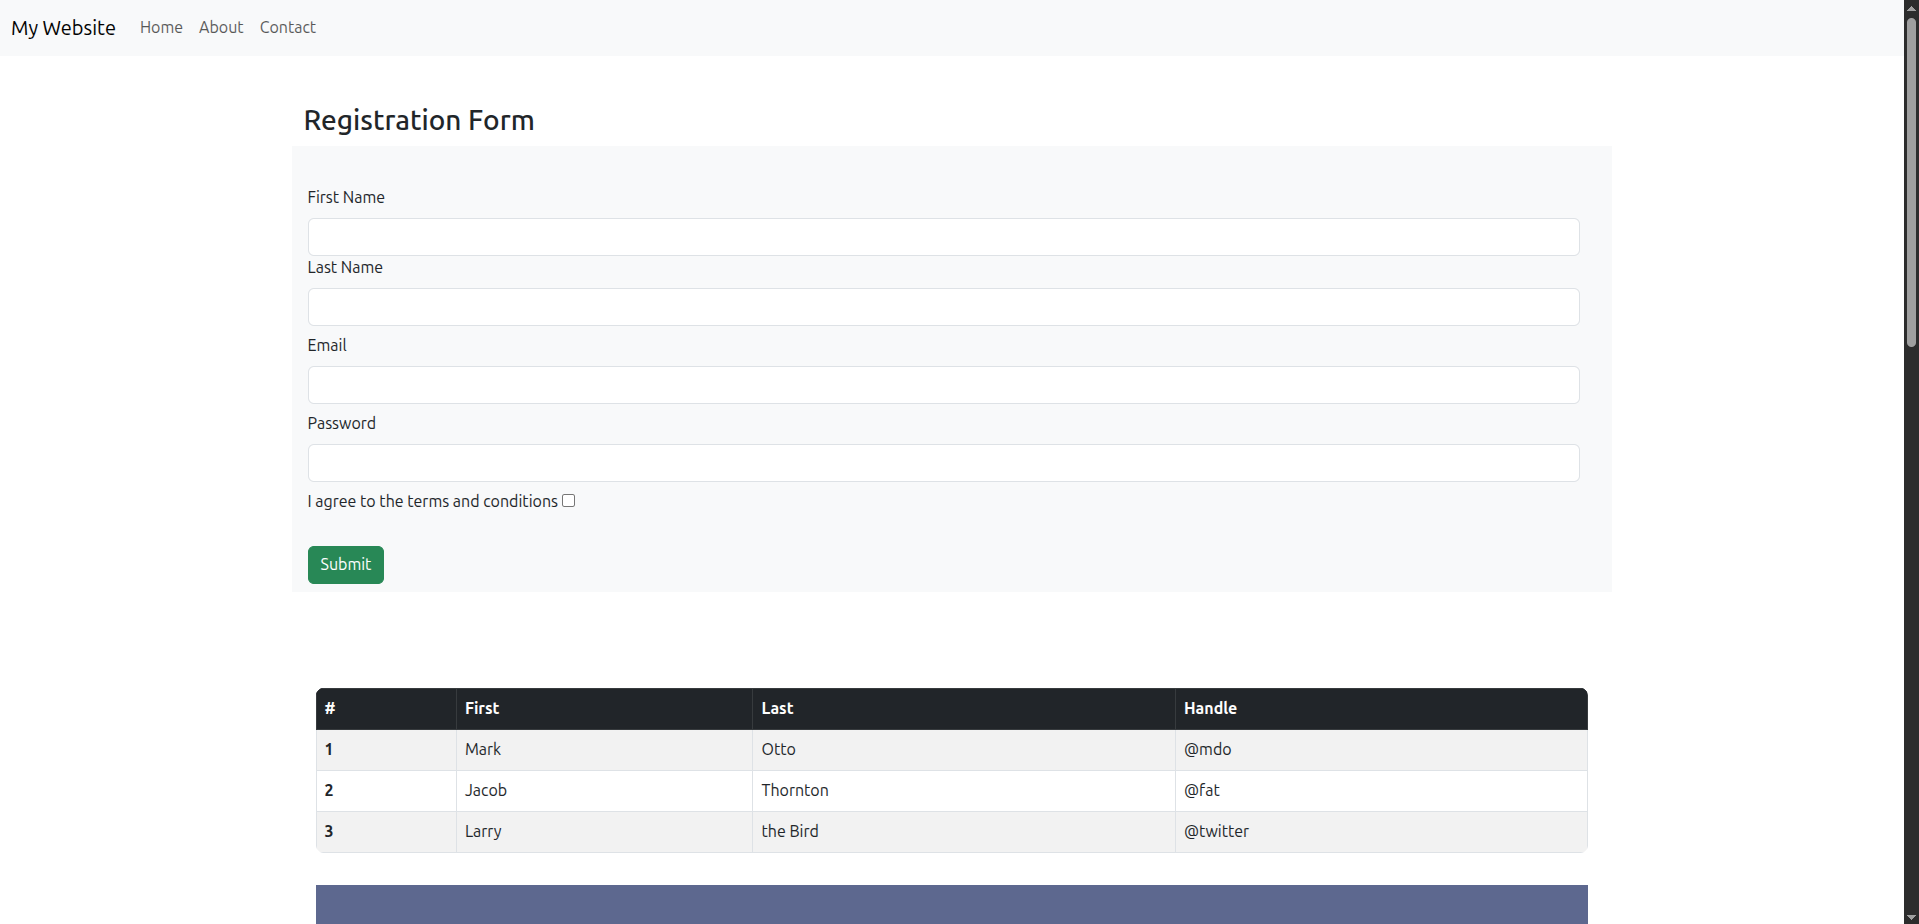 My Website Home About Contact
Registration Form
First Name
Last Name
Email
Password
I agree to the terms and conditions
Submit
# First Last Handle
1 Mark Otto @mdo
2 Jacob Thornton @fat
3 Larry the Bird @twitter